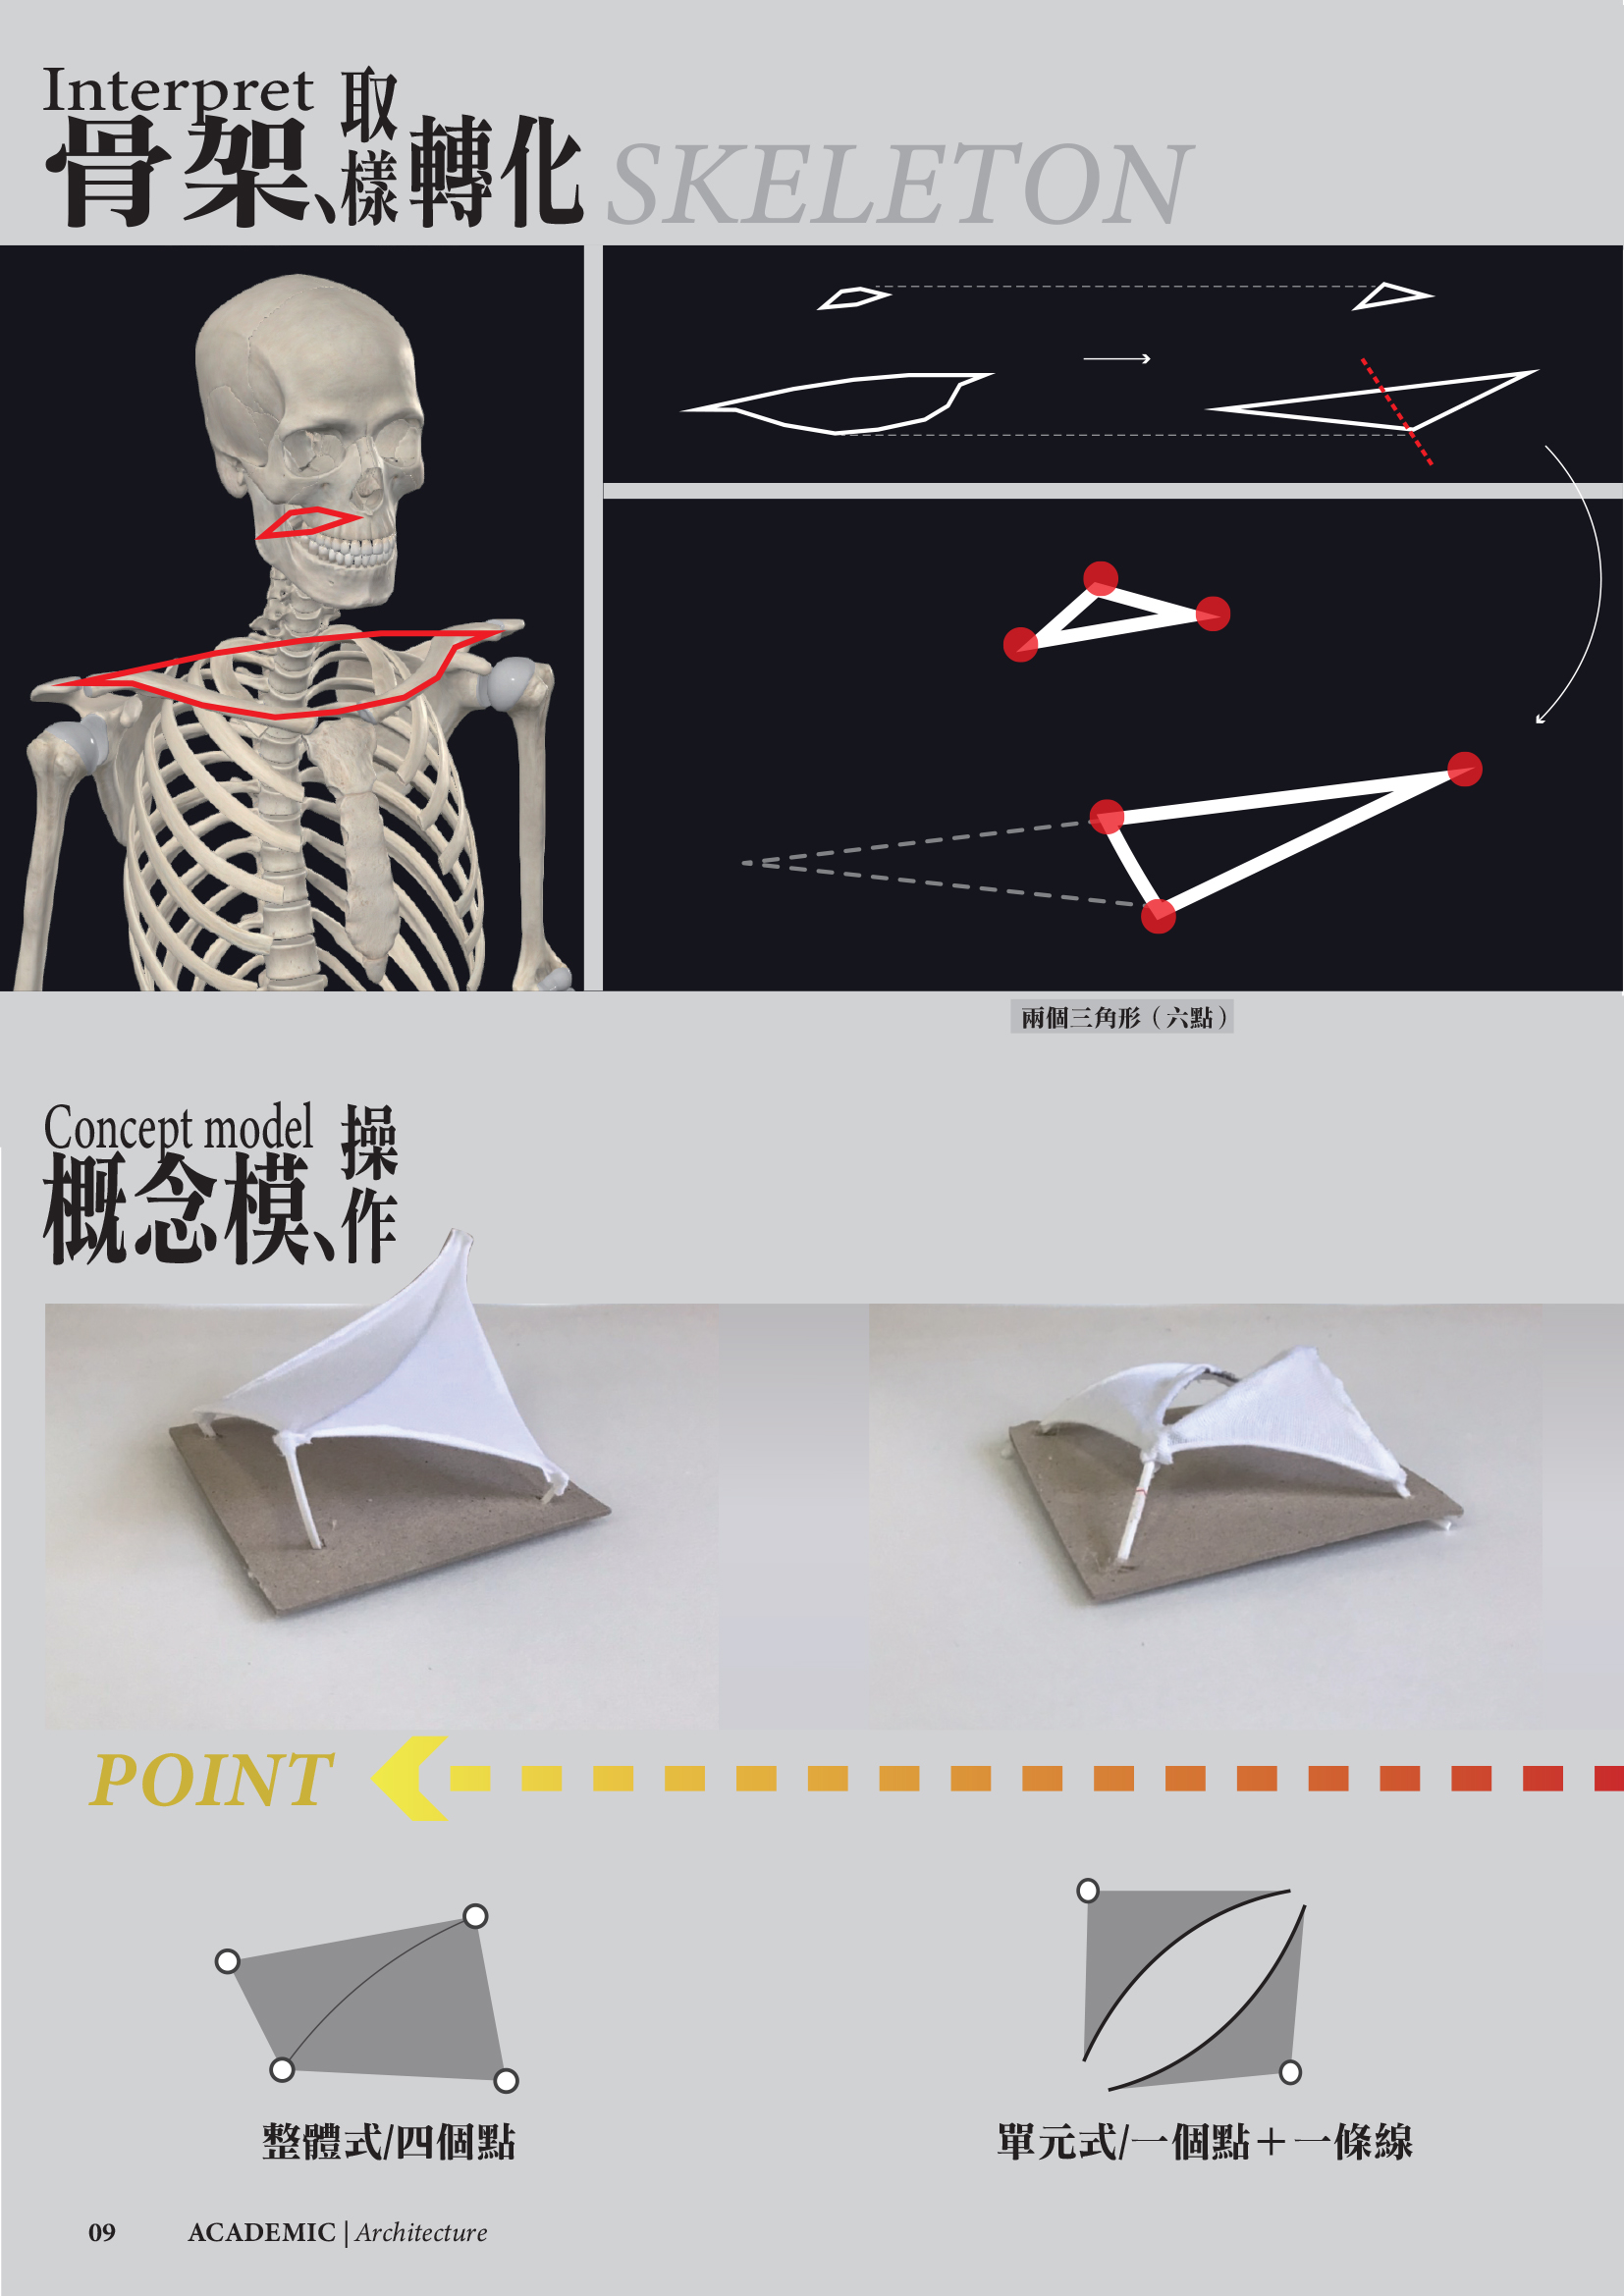 Interpret
骨架、取樣轉化 SKELETON
兩個三角形（六點）
Concept model
概念模、操作
POINT
整體式/四個點
單元式/一個點＋一條線
09 ACADEMIC | Architecture